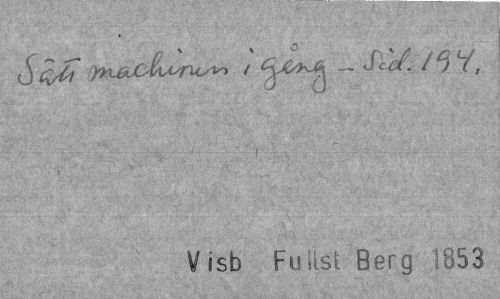 Sätt machinen i gång – Sid. 194.
Visb Fullst Berg 1853